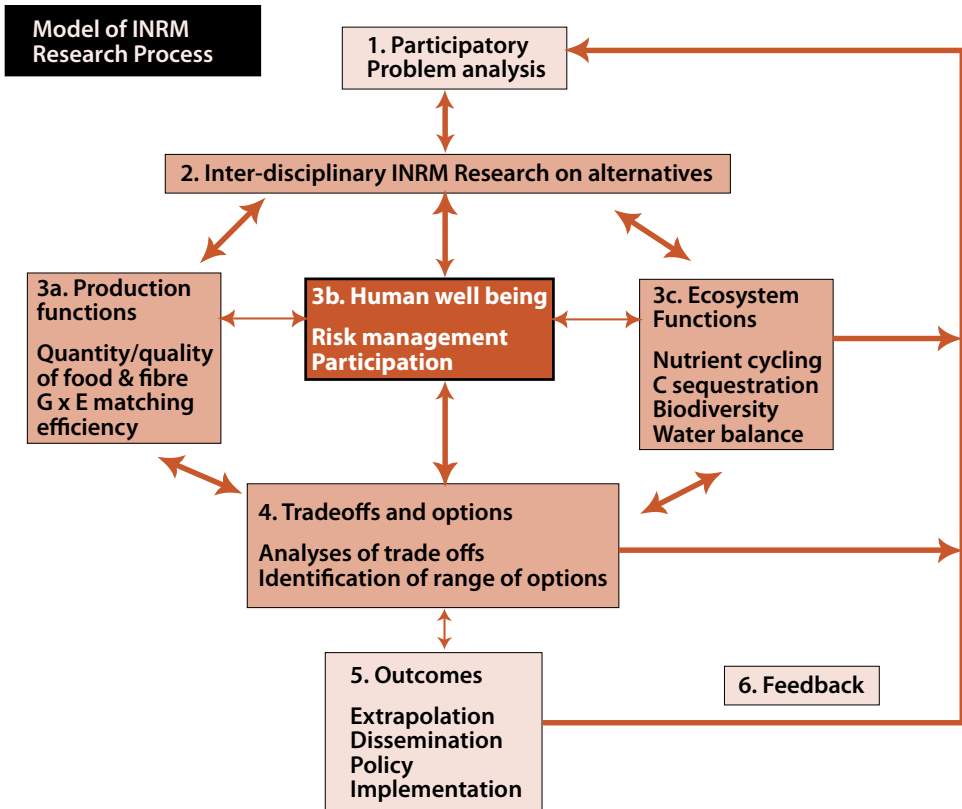 Model of INRM
Research Process
1. Participatory
Problem analysis
2. Inter-disciplinary INRM Research on alternatives
3a. Production
functions
Quantity/quality
of food & fibre
G x E matching
efficiency
3b. Human well being
Risk management
Participation
3c. Ecosystem
Functions
Nutrient cycling
C sequestration
Biodiversity
Water balance
4. Tradeoffs and options
Analyses of trade offs
Identification of range of options
5. Outcomes
Extrapolation
Dissemination
Policy
Implementation
6. Feedback